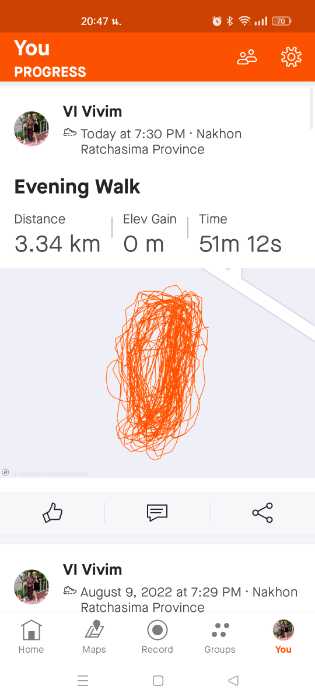 20:47 น.
70
You
PROGRESS
VI Vivim
Today at 7:30 PM · Nakhon
Ratchasima Province
Evening Walk
Distance
Elev Gain
Time
3.34 km
0 m
51m 12s
VI Vivim
August 9, 2022 at 7:29 PM · Nakhon
Ratchasima Province
Home
Maps
Record
Groups
You